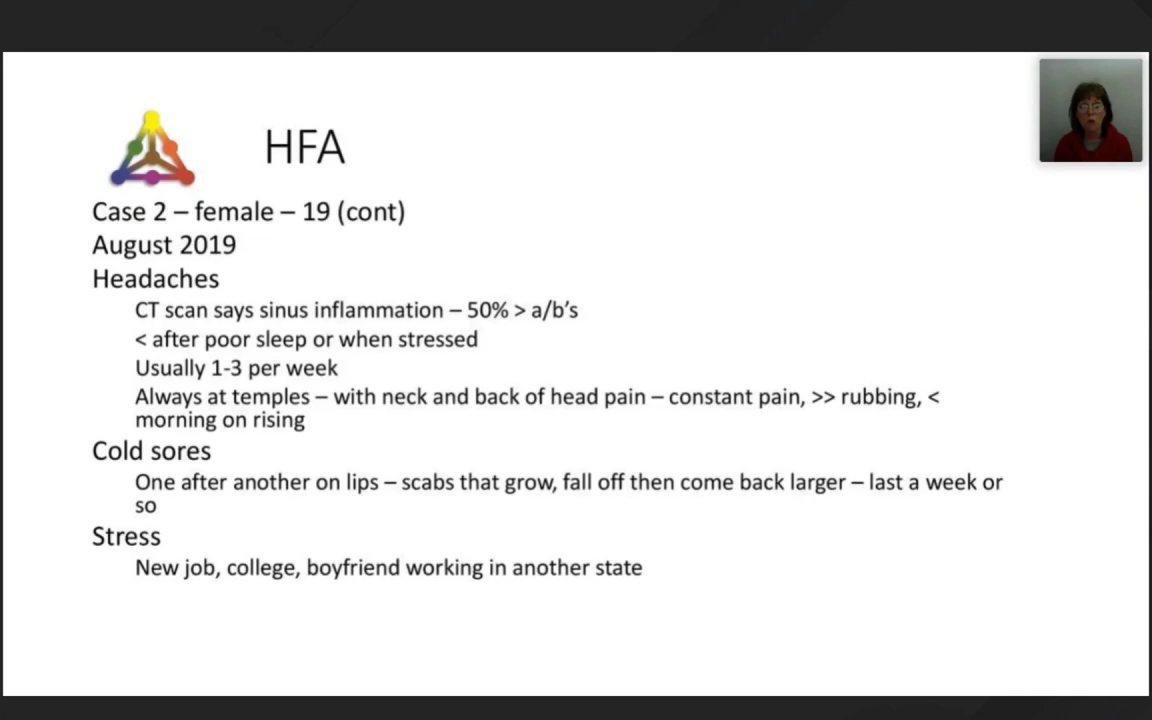 HFA
Case 2 – female – 19 (cont)
August 2019
Headaches
CT scan says sinus inflammation – 50% > a/b's
< after poor sleep or when stressed
Usually 1-3 per week
Always at temples – with neck and back of head pain – constant pain, >> rubbing, <
morning on rising
Cold sores
One after another on lips – scabs that grow, fall off then come back larger – last a week or
so
Stress
New job, college, boyfriend working in another state